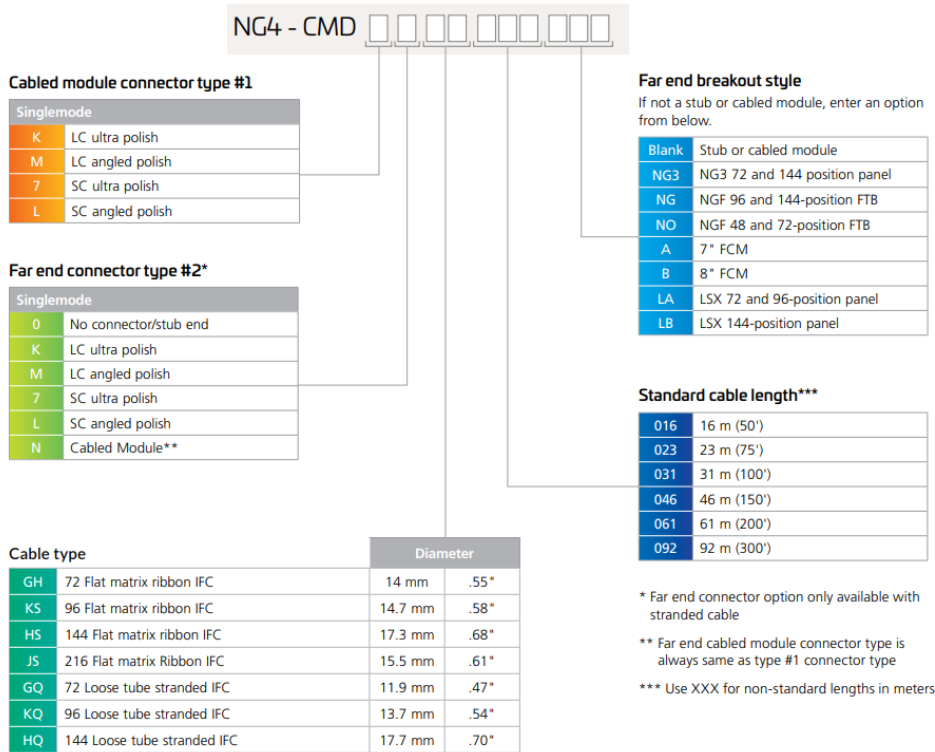 NG4 - CMD
Cabled module connector type #1
Singlemode
K LC ultra polish
M LC angled polish
7 SC ultra polish
L SC angled polish
Far end connector type #2*
Singlemode
0 No connector/stub end
K LC ultra polish
M LC angled polish
7 SC ultra polish
L SC angled polish
N Cabled Module**
Cable type Diameter
GH 72 Flat matrix ribbon IFC 14 mm .55"
KS 96 Flat matrix ribbon IFC 14.7 mm .58"
HS 144 Flat matrix ribbon IFC 17.3 mm .68"
JS 216 Flat matrix Ribbon IFC 15.5 mm .61"
GQ 72 Loose tube stranded IFC 11.9 mm .47"
KQ 96 Loose tube stranded IFC 13.7 mm .54"
HQ 144 Loose tube stranded IFC 17.7 mm .70"
Far end breakout style
If not a stub or cabled module, enter an option
from below.
Blank Stub or cabled module
NG3 NG3 72 and 144 position panel
NG NGF 96 and 144-position FTB
NO NGF 48 and 72-position FTB
A 7" FCM
B 8" FCM
LA LSX 72 and 96-position panel
LB LSX 144-position panel
Standard cable length***
016 16 m (50')
023 23 m (75')
031 31 m (100')
046 46 m (150')
061 61 m (200')
092 92 m (300')
* Far end connector option only available with
stranded cable
** Far end cabled module connector type is
always same as type #1 connector type
*** Use XXX for non-standard lengths in meters